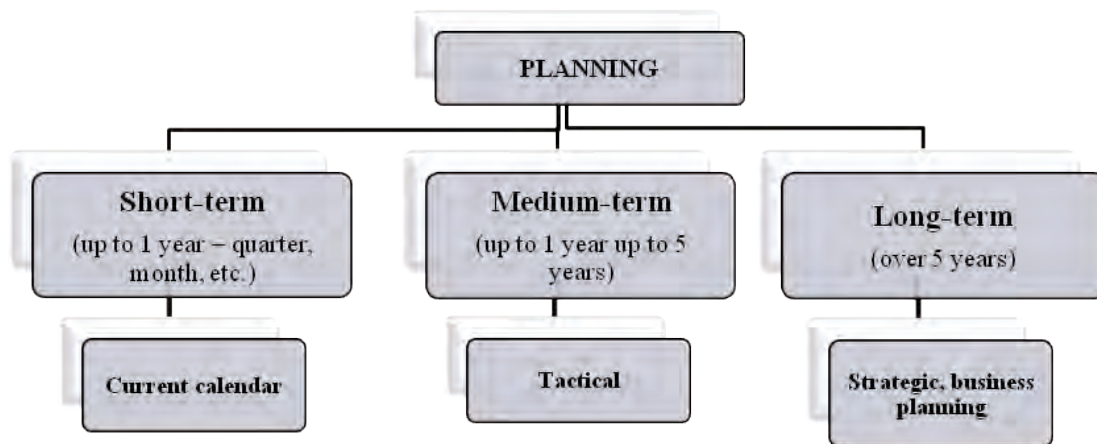 PLANNING
Short-term
(up to 1 year – quarter,
month, etc.)
Medium-term
(up to 1 year up to 5
years)
Long-term
(over 5 years)
Current calendar
Tactical
Strategic, business
planning